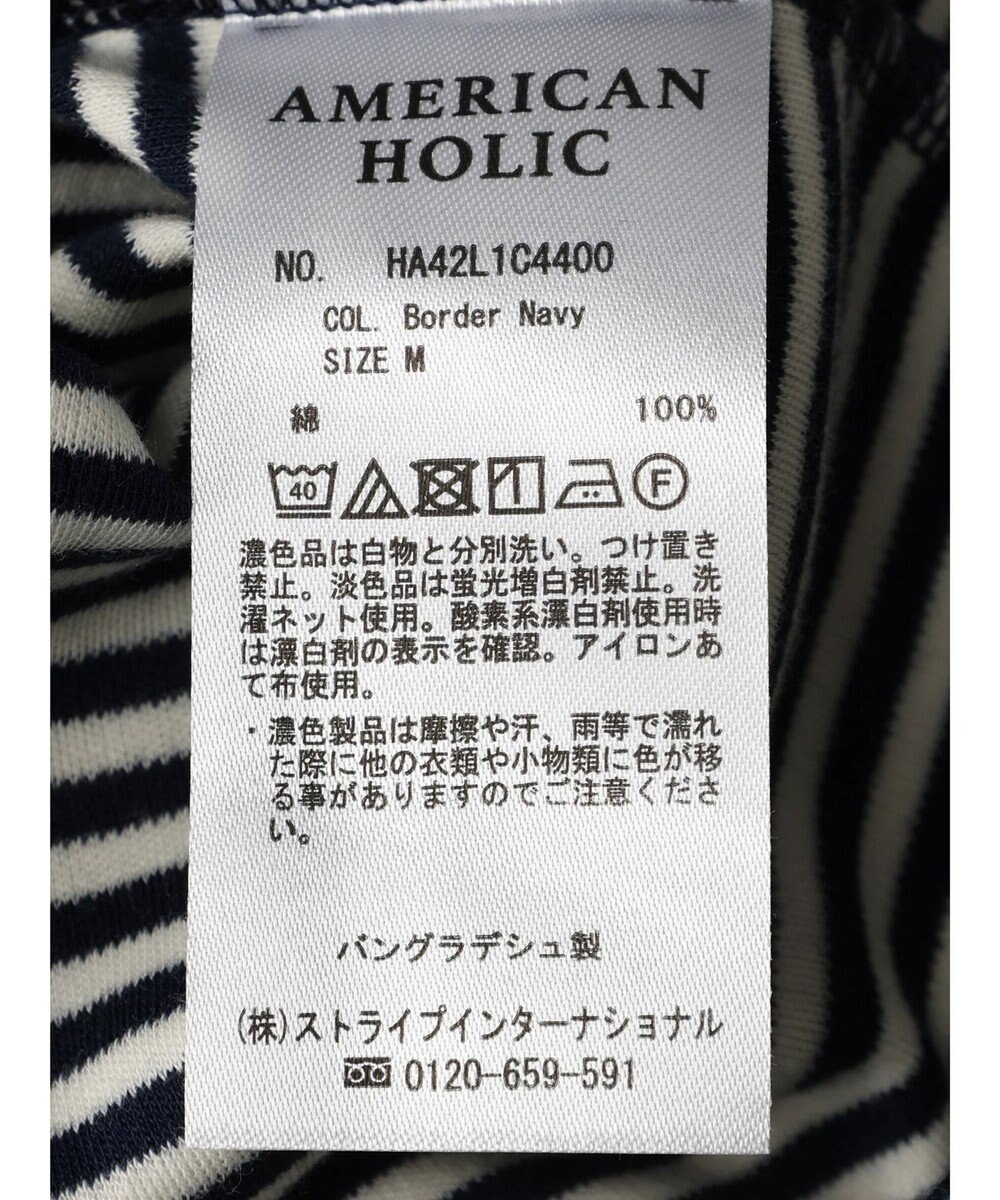 AMERICAN
HOLIC
NO. HA42L1C4400
COL. Border Navy
SIZE M
綿 100%
40 F
濃色品は白物と分別洗い。つけ置き
禁止。淡色品は蛍光増白剤禁止。洗
濯ネット使用。酸素系漂白剤使用時
は漂白剤の表示を確認。アイロンあ
て布使用。
・濃色製品は摩擦や汗、雨等で濡れ
た際に他の衣類や小物類に色が移
る事がありますのでご注意くださ
い。
バングラデシュ製
(株)ストライプインターナショナル
0120-659-591